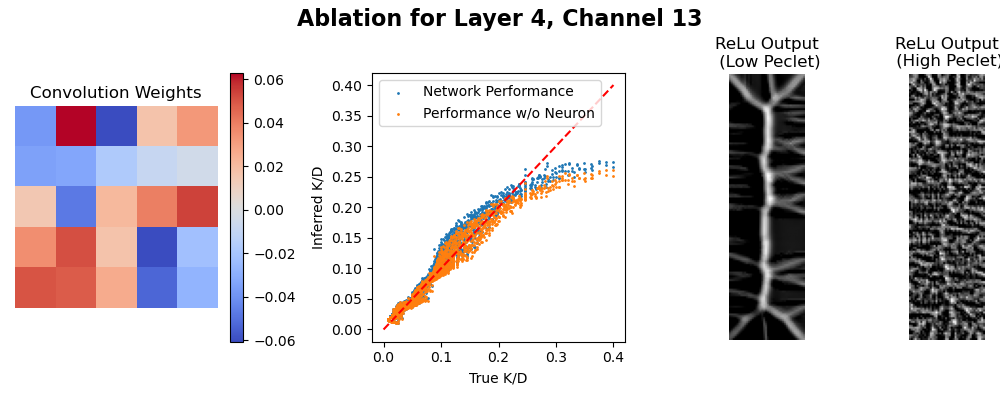 Ablation for Layer 4, Channel 13
Convolution Weights
0.06
0.04
0.02
0.00
−0.02
−0.04
−0.06
Network Performance
Performance w/o Neuron
Inferred K/D
0.40
0.35
0.30
0.25
0.20
0.15
0.10
0.05
0.00
0.0 0.1 0.2 0.3 0.4
True K/D
ReLu Output
(Low Peclet)
ReLu Output
(High Peclet)